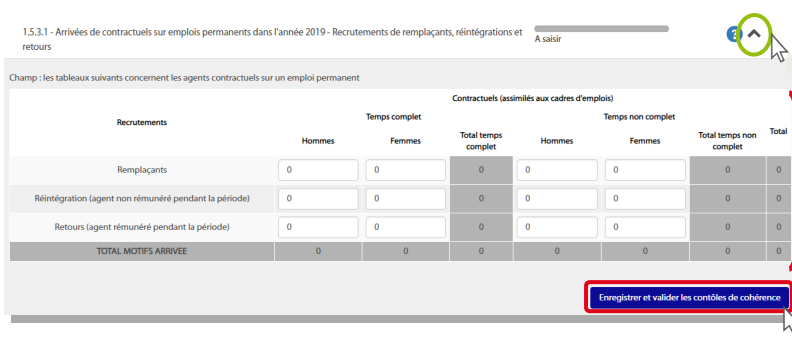 1.5.3.1 - Arrivées de contractuels sur emplois permanents dans l'année 2019 - Recrutements de remplaçants, réintégrations et
retours
A saisir
?
Champ : les tableaux suivants concernent les agents contractuels sur un emploi permanent
Contractuels (assimilés aux cadres d'emplois)
Recrutements
Temps complet
Temps non complet
Hommes
Femmes
Total temps
complet
Hommes
Femmes
Total temps non
complet
Total
Remplaçants 0 0 0 0 0 0 0
Réintégration (agent non rémunéré pendant la période) 0 0 0 0 0 0 0
Retours (agent rémunéré pendant la période) 0 0 0 0 0 0 0
TOTAL MOTIFS ARRIVEE 0 0 0 0 0 0 0
Enregistrer et valider les contôles de cohérence